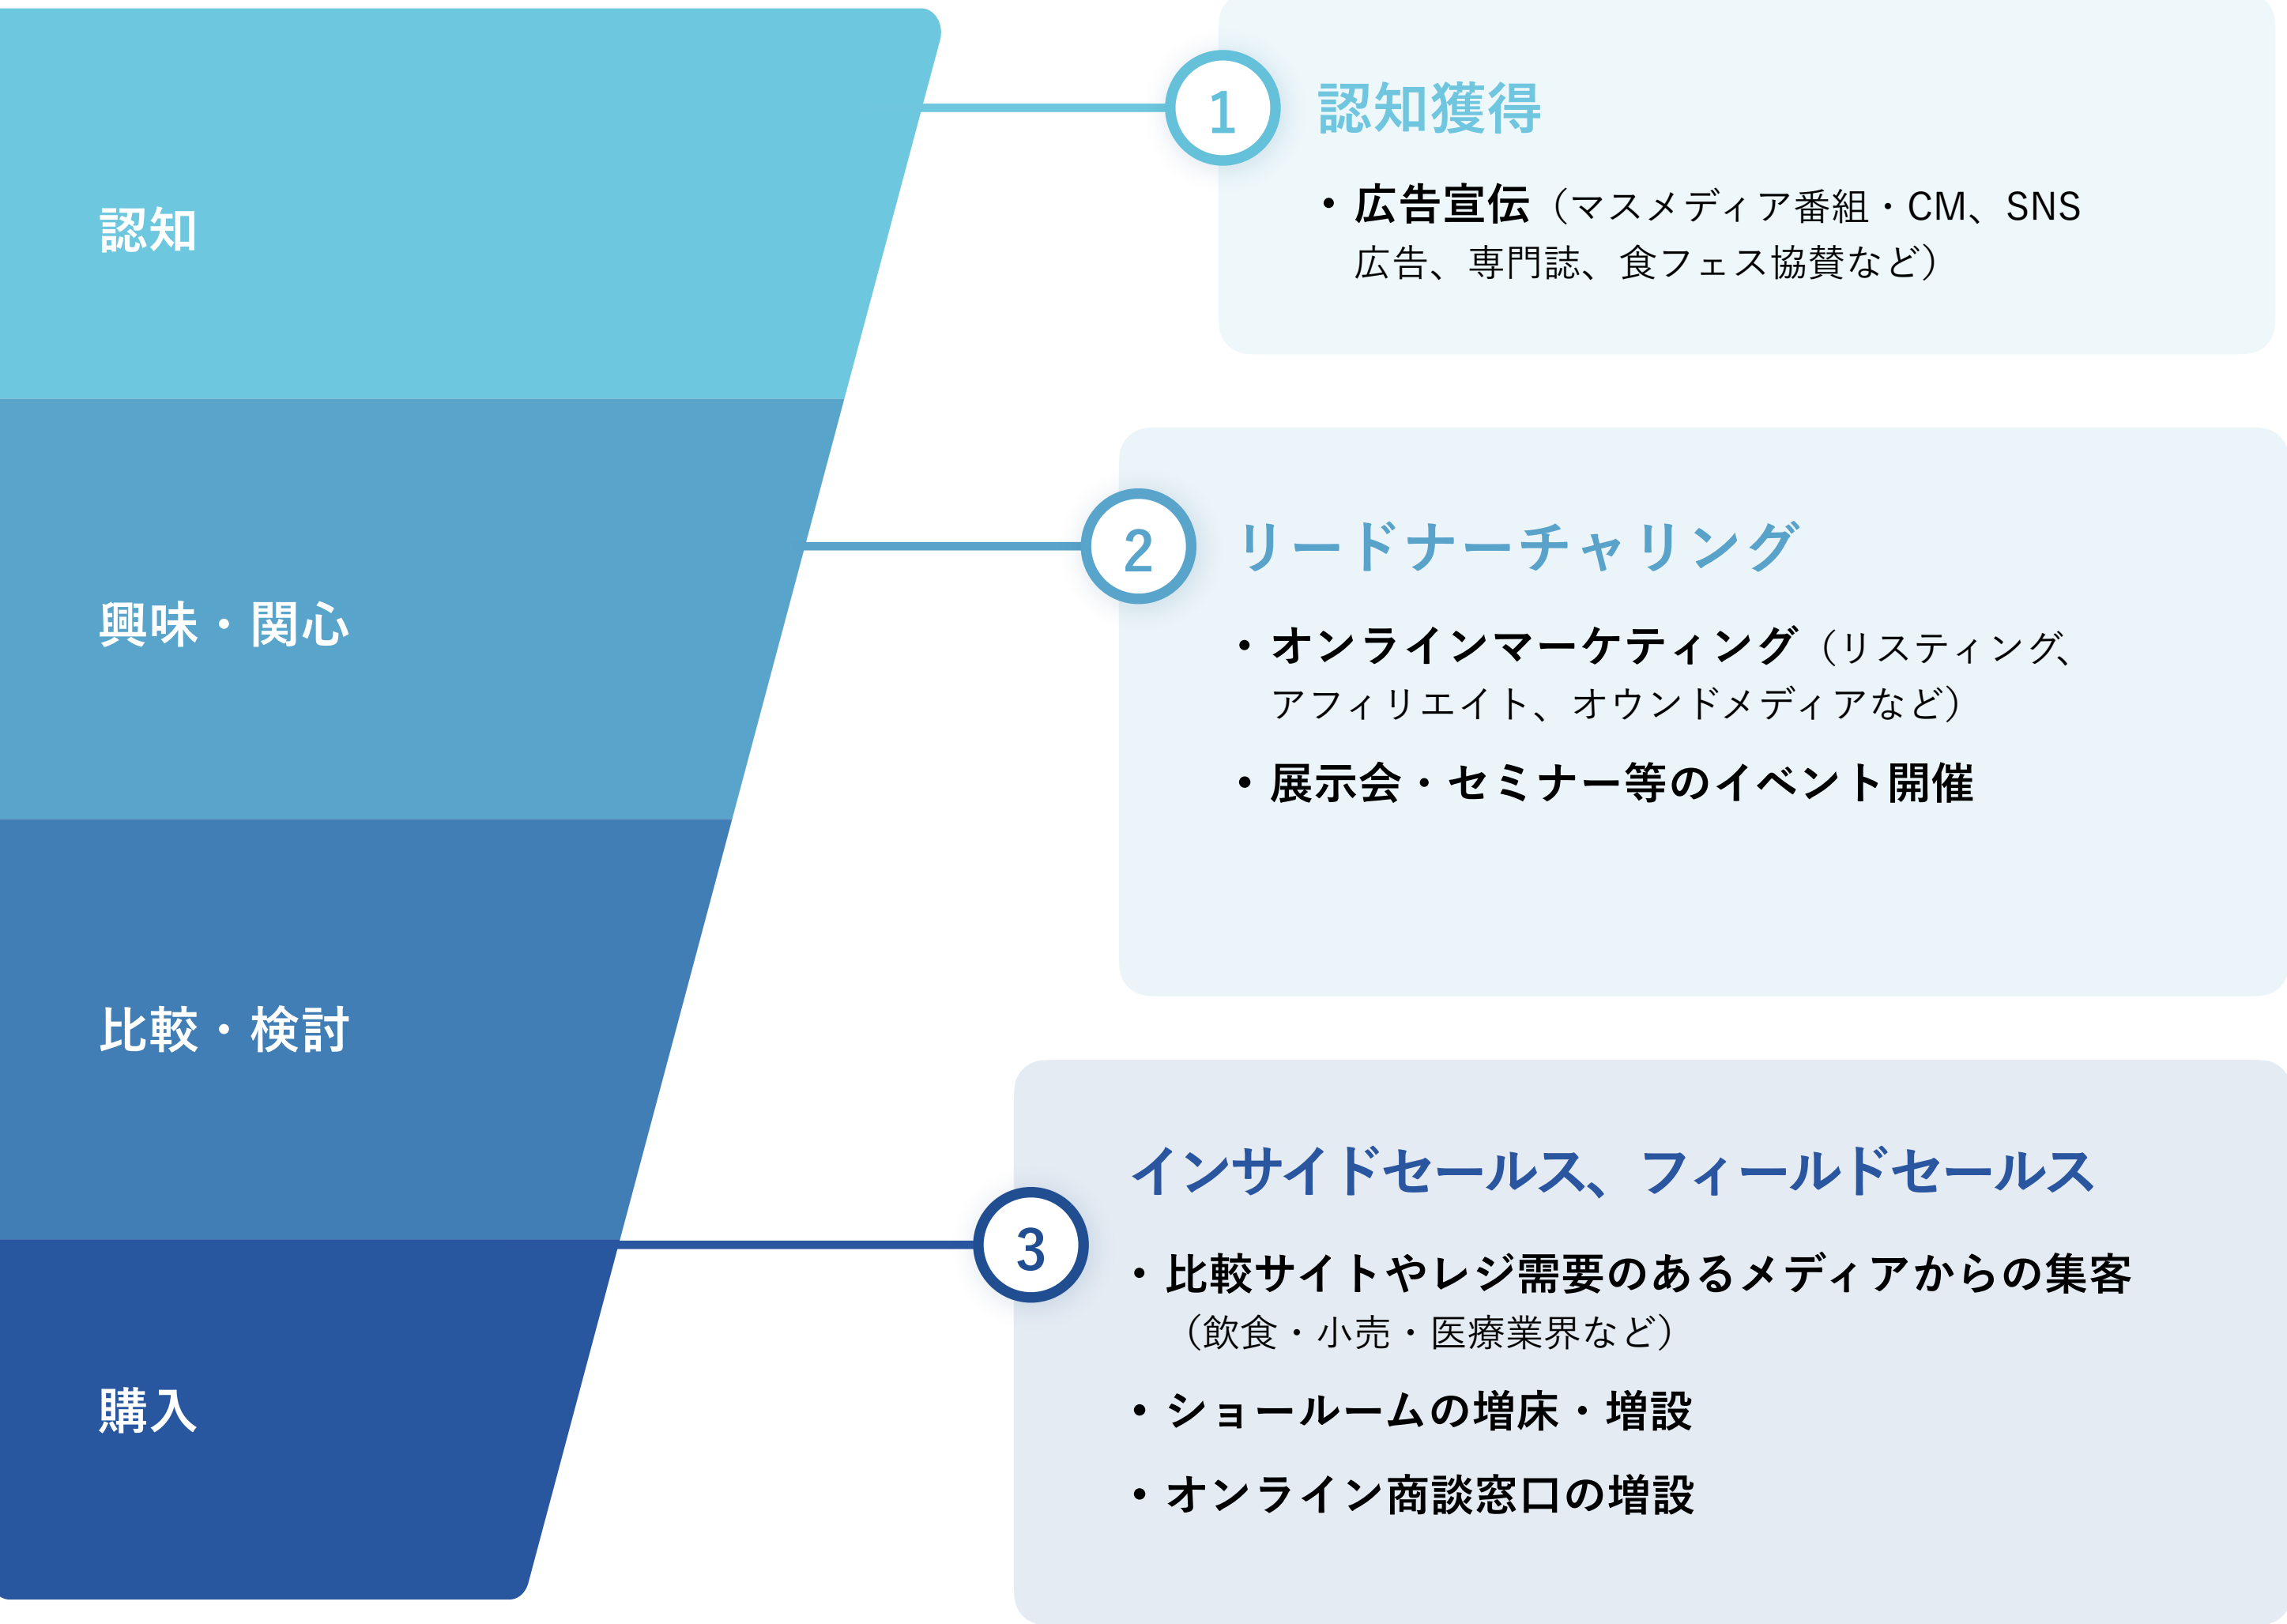 認知
興味・関心
比較・検討
購入
1
認知獲得
• 広告宣伝（マスメディア番組・CM、SNS
広告、専門誌、食フェス協賛など）
2
リードナーチャリング
• オンラインマーケティング（リスティング、
アフィリエイト、オウンドメディアなど）
• 展示会・セミナー等のイベント開催
3
インサイドセールス、フィールドセールス
• 比較サイトやレジ需要のあるメディアからの集客
（飲食・小売・医療業界など）
• ショールームの増床・増設
• オンライン商談窓口の増設